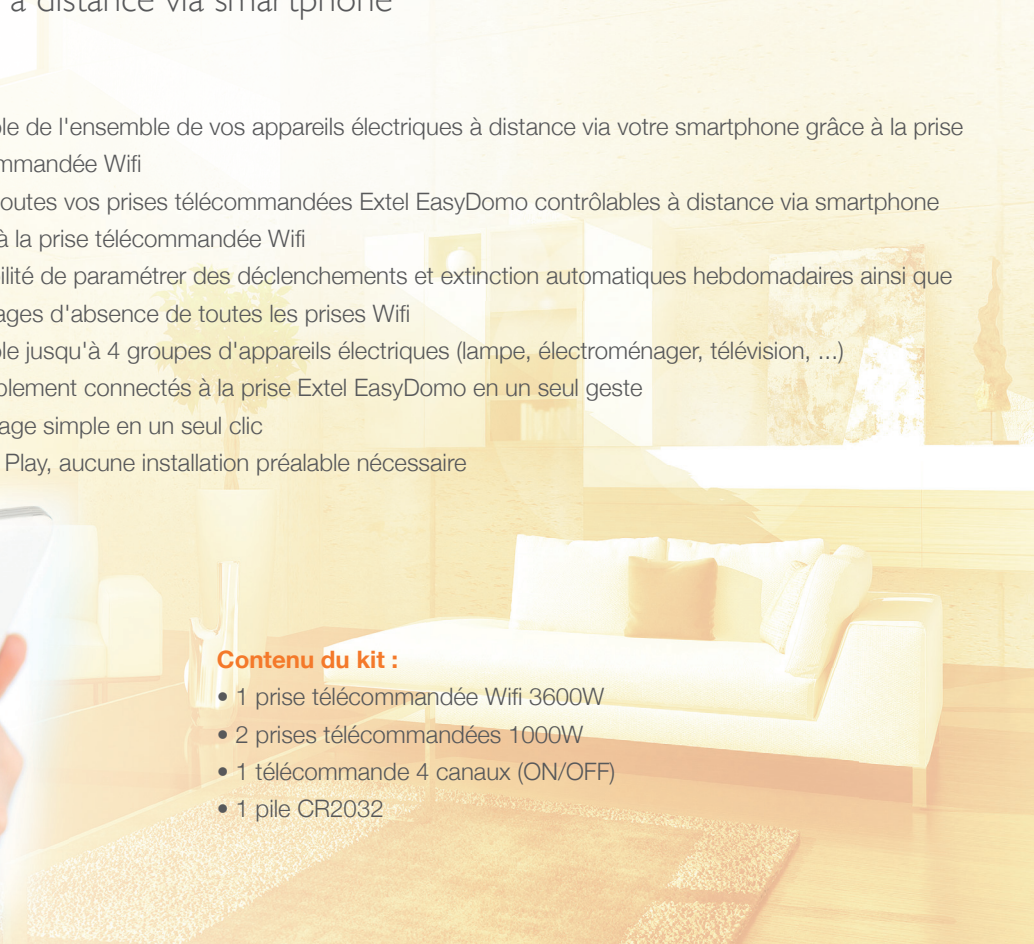 à distance via smartphone
ble de l'ensemble de vos appareils électriques à distance via votre smartphone grâce à la prise
mmandée Wifi
outes vos prises télécommandées Extel EasyDomo contrôlables à distance via smartphone
à la prise télécommandée Wifi
bilité de paramétrer des déclenchements et extinction automatiques hebdomadaires ainsi que
ages d'absence de toutes les prises Wifi
ble jusqu'à 4 groupes d'appareils électriques (lampe, électroménager, télévision, ...)
blement connectés à la prise Extel EasyDomo en un seul geste
age simple en un seul clic
Play, aucune installation préalable nécessaire
Contenu du kit :
• 1 prise télécommandée Wifi 3600W
• 2 prises télécommandées 1000W
• 1 télécommande 4 canaux (ON/OFF)
• 1 pile CR2032